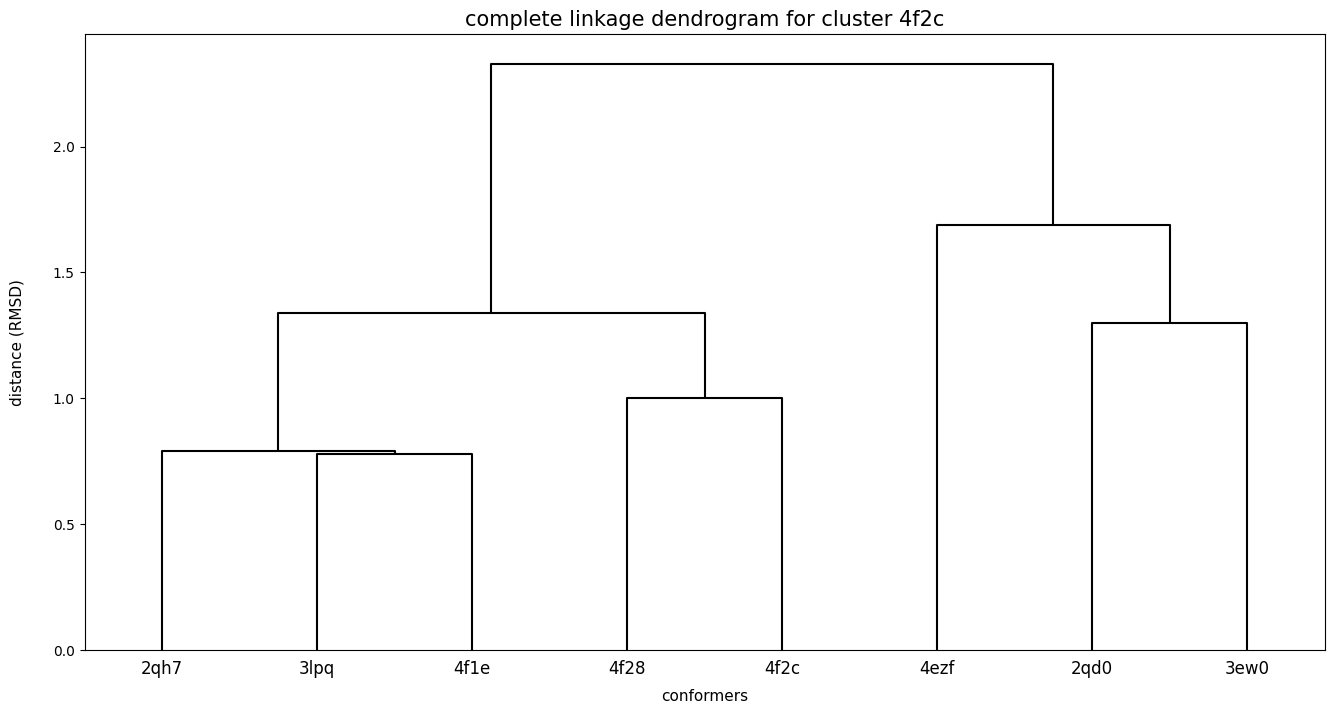 complete linkage dendrogram for cluster 4f2c
2.0
1.5
1.0
0.5
0.0
distance (RMSD)
2qh7 3lpq 4f1e 4f28 4f2c 4ezf 2qd0 3ew0
conformers